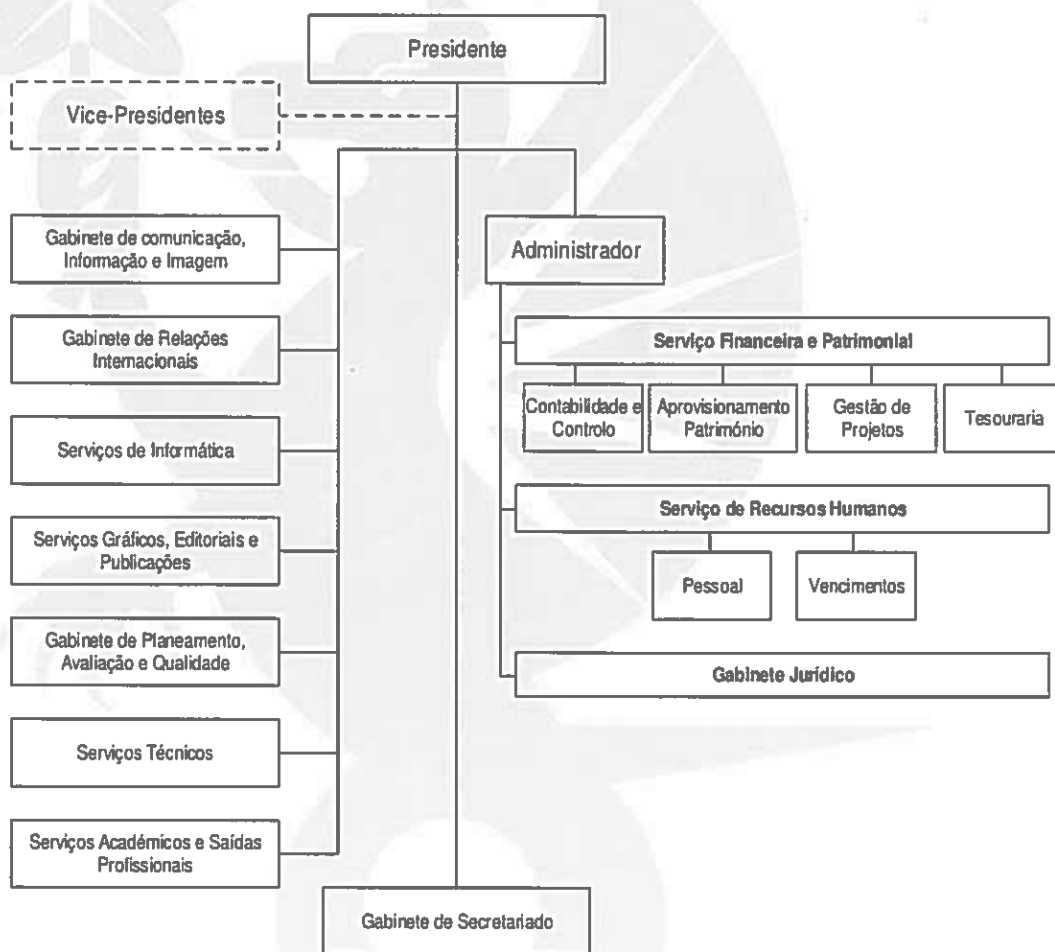 Presidente
Vice-Presidentes
Gabinete de comunicação,
Informação e Imagem
Gabinete de Relações
Internacionais
Serviços de Informática
Serviços Gráficos, Editoriais e
Publicações
Gabinete de Planeamento,
Avaliação e Qualidade
Serviços Técnicos
Serviços Académicos e Saídas
Profissionais
Administrador
Serviço Financeira e Patrimonial
Contabilidade e
Controlo
Aprovisionamento
Património
Gestão de
Projetos
Tesouraria
Serviço de Recursos Humanos
Pessoal
Vencimentos
Gabinete Jurídico
Gabinete de Secretariado